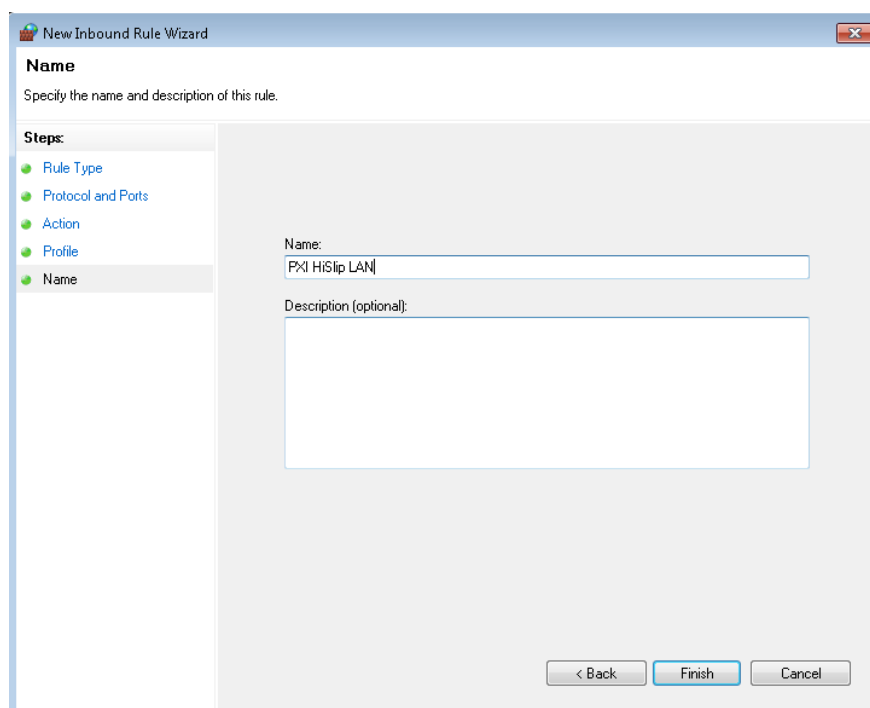 New Inbound Rule Wizard
Name
Specify the name and description of this rule.
Steps:
Rule Type
Protocol and Ports
Action
Profile
Name
Name:
PXI HiSlip LAN
Description (optional):
< Back
Finish
Cancel